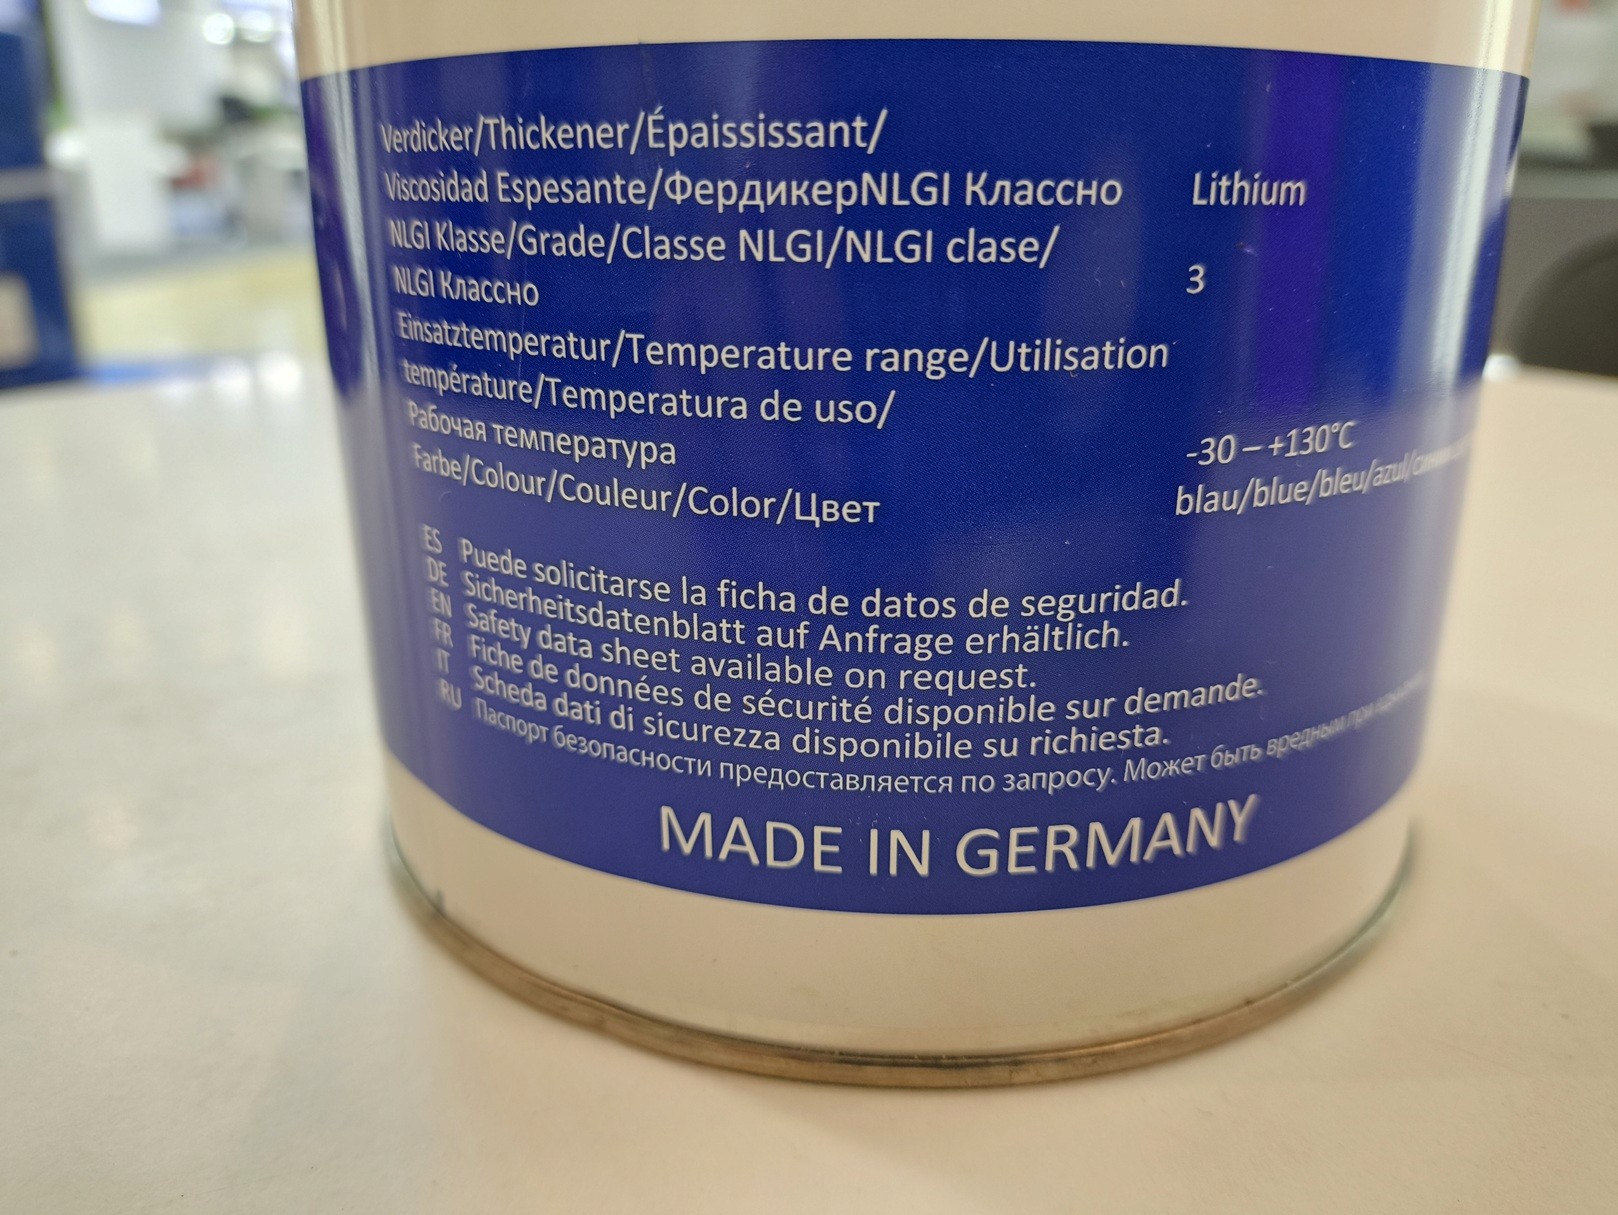 Verdicker/Thickener/Épaississant/
Viscosidad Espesante/ФердикерNLGI Классно Lithium
NLGI Klasse/Grade/Classe NLGI/NLGI clase/
NLGI Классно 3
Einsatztemperatur/Temperature range/Utilisation
température/Temperatura de uso/
Рабочая температура -30 – +130°C
Farbe/Colour/Couleur/Color/Цвет blau/blue/bleu/azul/
ES Puede solicitarse la ficha de datos de seguridad.
DE Sicherheitsdatenblatt auf Anfrage erhältlich.
EN Safety data sheet available on request.
FR Fiche de données de sécurité disponible sur demande.
IT Scheda dati di sicurezza disponibile su richiesta.
RU Паспорт безопасности предоставляется по запросу. Может быть вредным при
MADE IN GERMANY